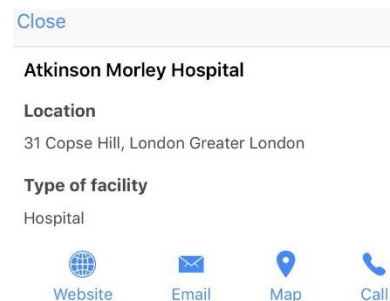 Close
Atkinson Morley Hospital
Location
31 Copse Hill, London Greater London
Type of facility
Hospital
Website Email Map Call